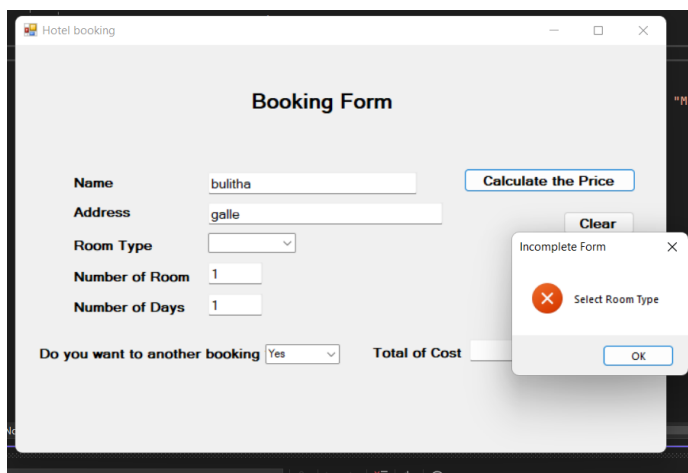 Hotel booking
Booking Form
"M
Name bulitha Calculate the Price
Address galle Clear
Room Type
Number of Room 1
Number of Days 1
Do you want to another booking Yes Total of Cost
Incomplete Form
Select Room Type
OK
No